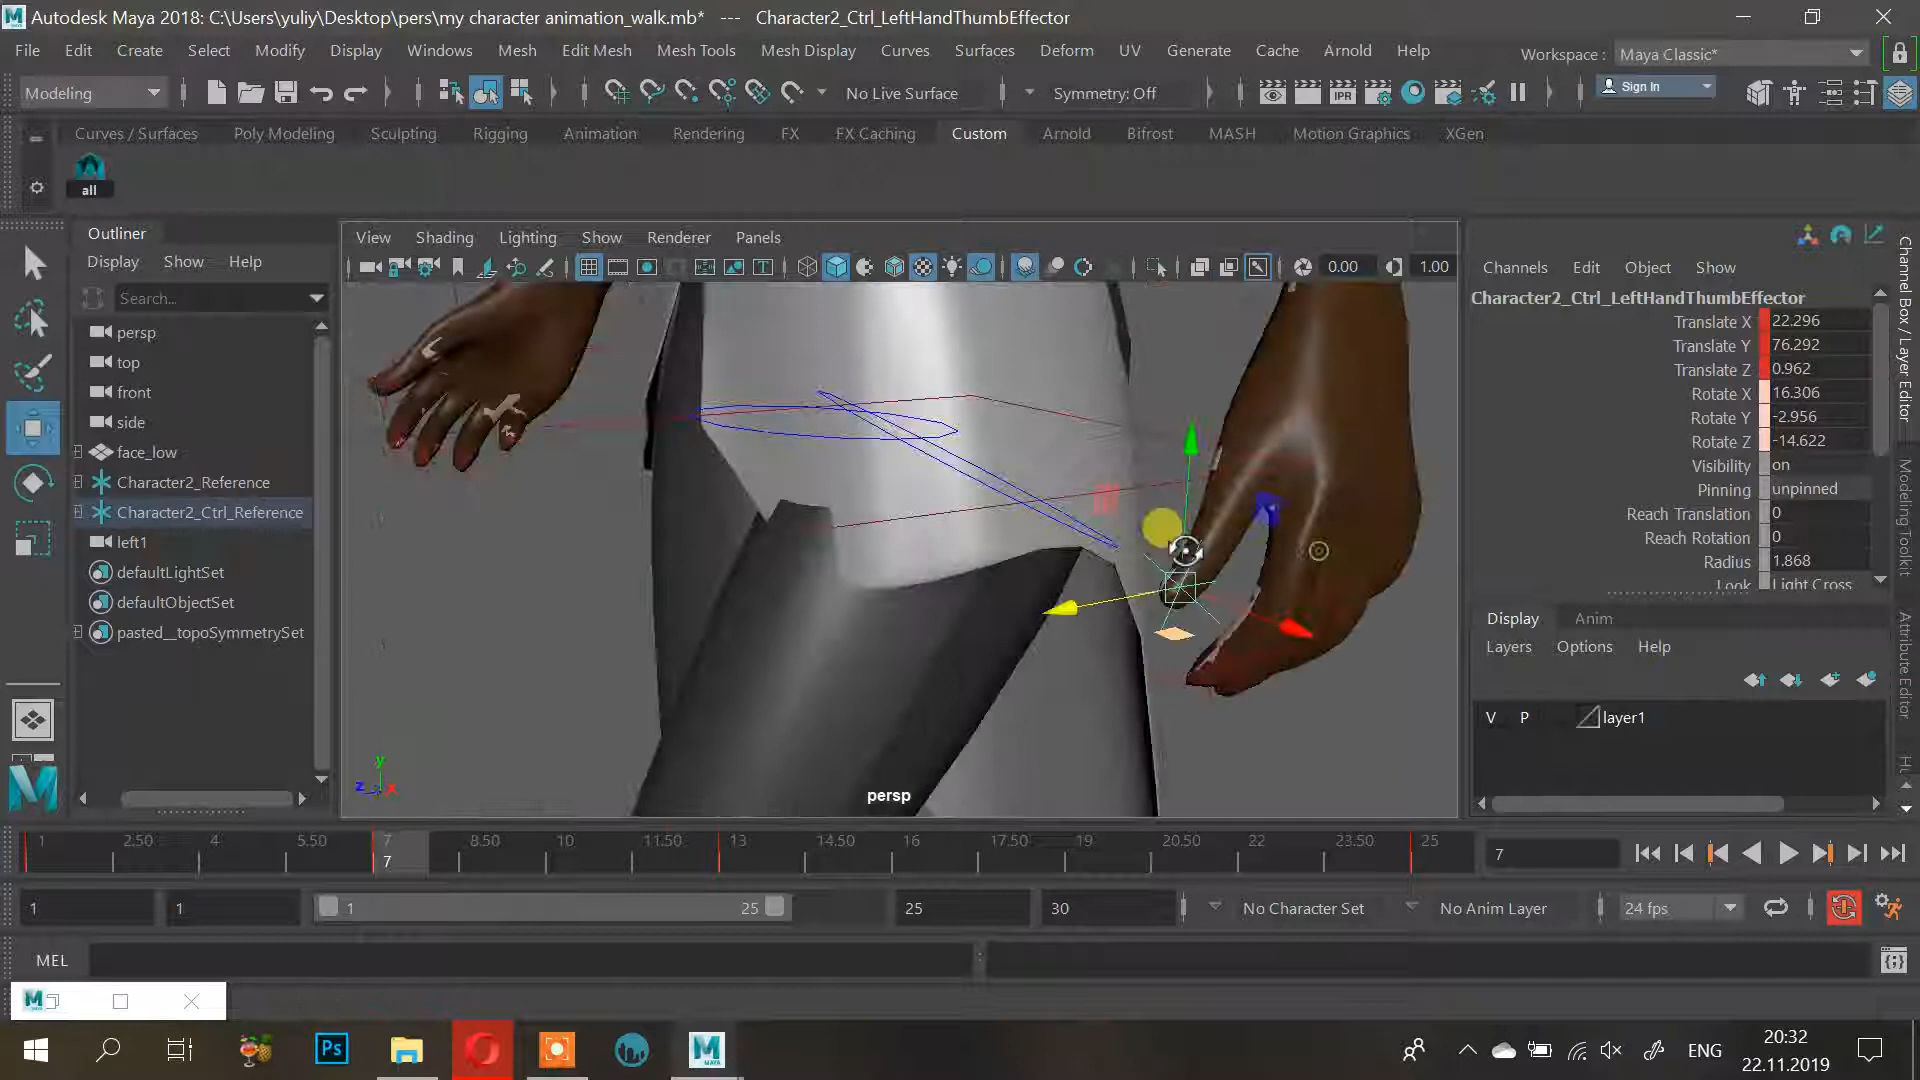 Autodesk Maya 2018: C:\Users\yuliy\Desktop\pers\my character animation_walk.mb* --- Character2_Ctrl_LeftHandThumbEffector
File Edit Create Select Modify Display Windows Mesh Edit Mesh Mesh Tools Mesh Display Curves Surfaces Deform UV Generate Cache Arnold Help Workspace : Maya Classic*
Modeling No Live Surface Symmetry: Off IPR Sign In
Curves / Surfaces Poly Modeling Sculpting Rigging Animation Rendering FX FX Caching Custom Arnold Bifrost MASH Motion Graphics XGen
all
Outliner
Display Show Help
Search...
persp
top
front
side
face_low
Character2_Reference
Character2_Ctrl_Reference
left1
defaultLightSet
defaultObjectSet
pasted__topoSymmetrySet
View Shading Lighting Show Renderer Panels
0.00 1.00
y
z x
persp
Channels Edit Object Show
Character2_Ctrl_LeftHandThumbEffector
Translate X 22.296
Translate Y 76.292
Translate Z 0.962
Rotate X 16.306
Rotate Y -2.956
Rotate Z -14.622
Visibility on
Pinning unpinned
Reach Translation 0
Reach Rotation 0
Radius 1.868
Look Light Cross
Display Anim
Layers Options Help
V P layer1
Channel Box / Layer Editor
Modeling Toolkit
Attribute Editor
1 2.50 4 5.50 7 8.50 10 11.50 13 14.50 16 17.50 19 20.50 22 23.50 25
7 7
1 1 1 25 25 30 No Character Set No Anim Layer 24 fps
MEL
M
Ps MAYA ENG 20:32
22.11.2019